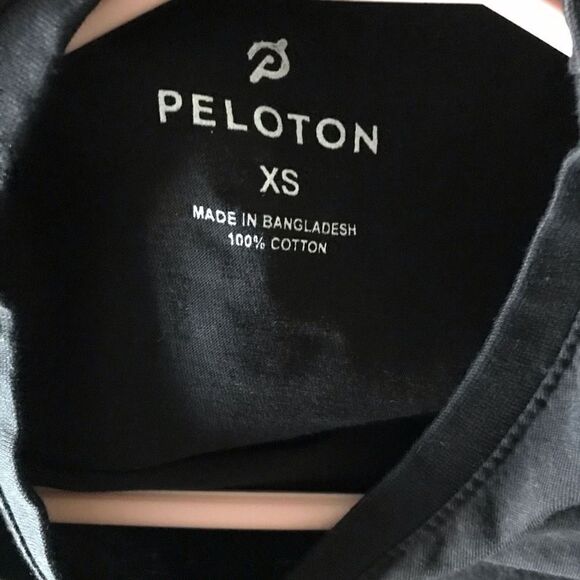 PELOTON
XS
MADE IN BANGLADESH
100% COTTON